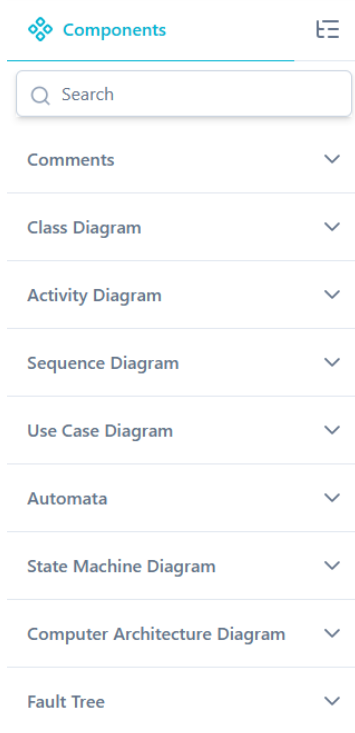 Components
Search
Comments
Class Diagram
Activity Diagram
Sequence Diagram
Use Case Diagram
Automata
State Machine Diagram
Computer Architecture Diagram
Fault Tree